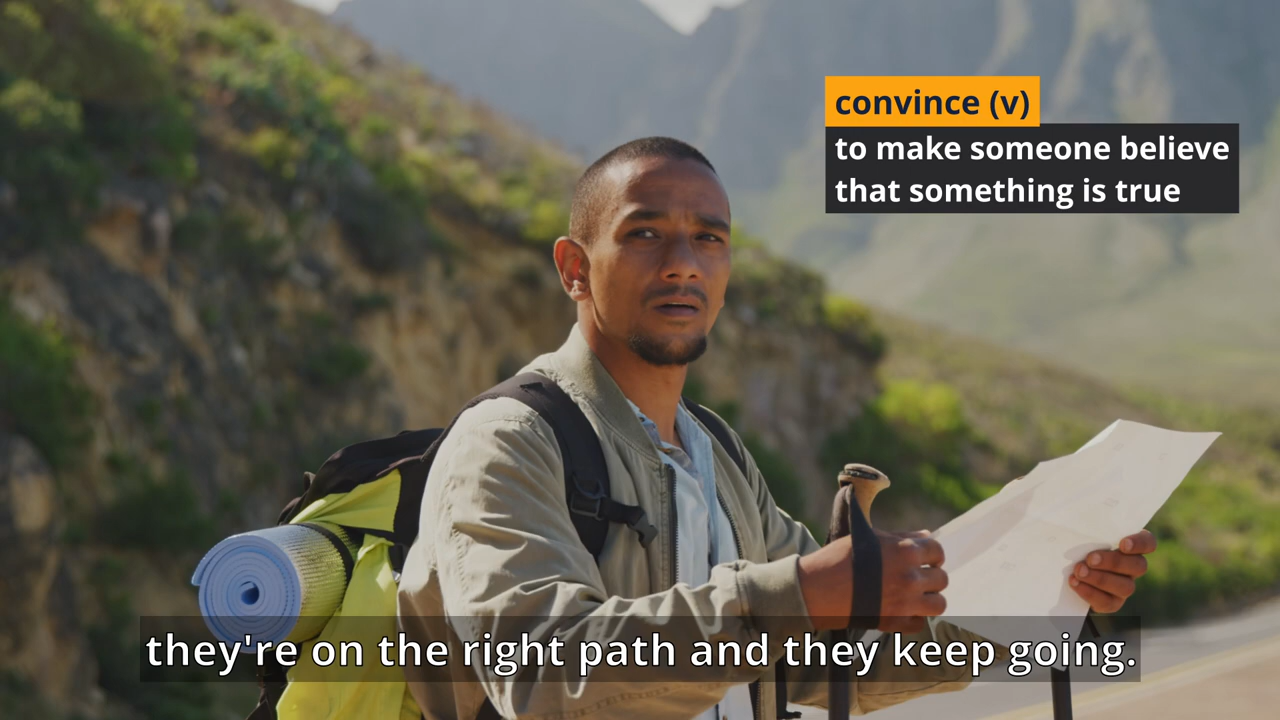 convince (v)
to make someone believe
that something is true
they're on the right path and they keep going.